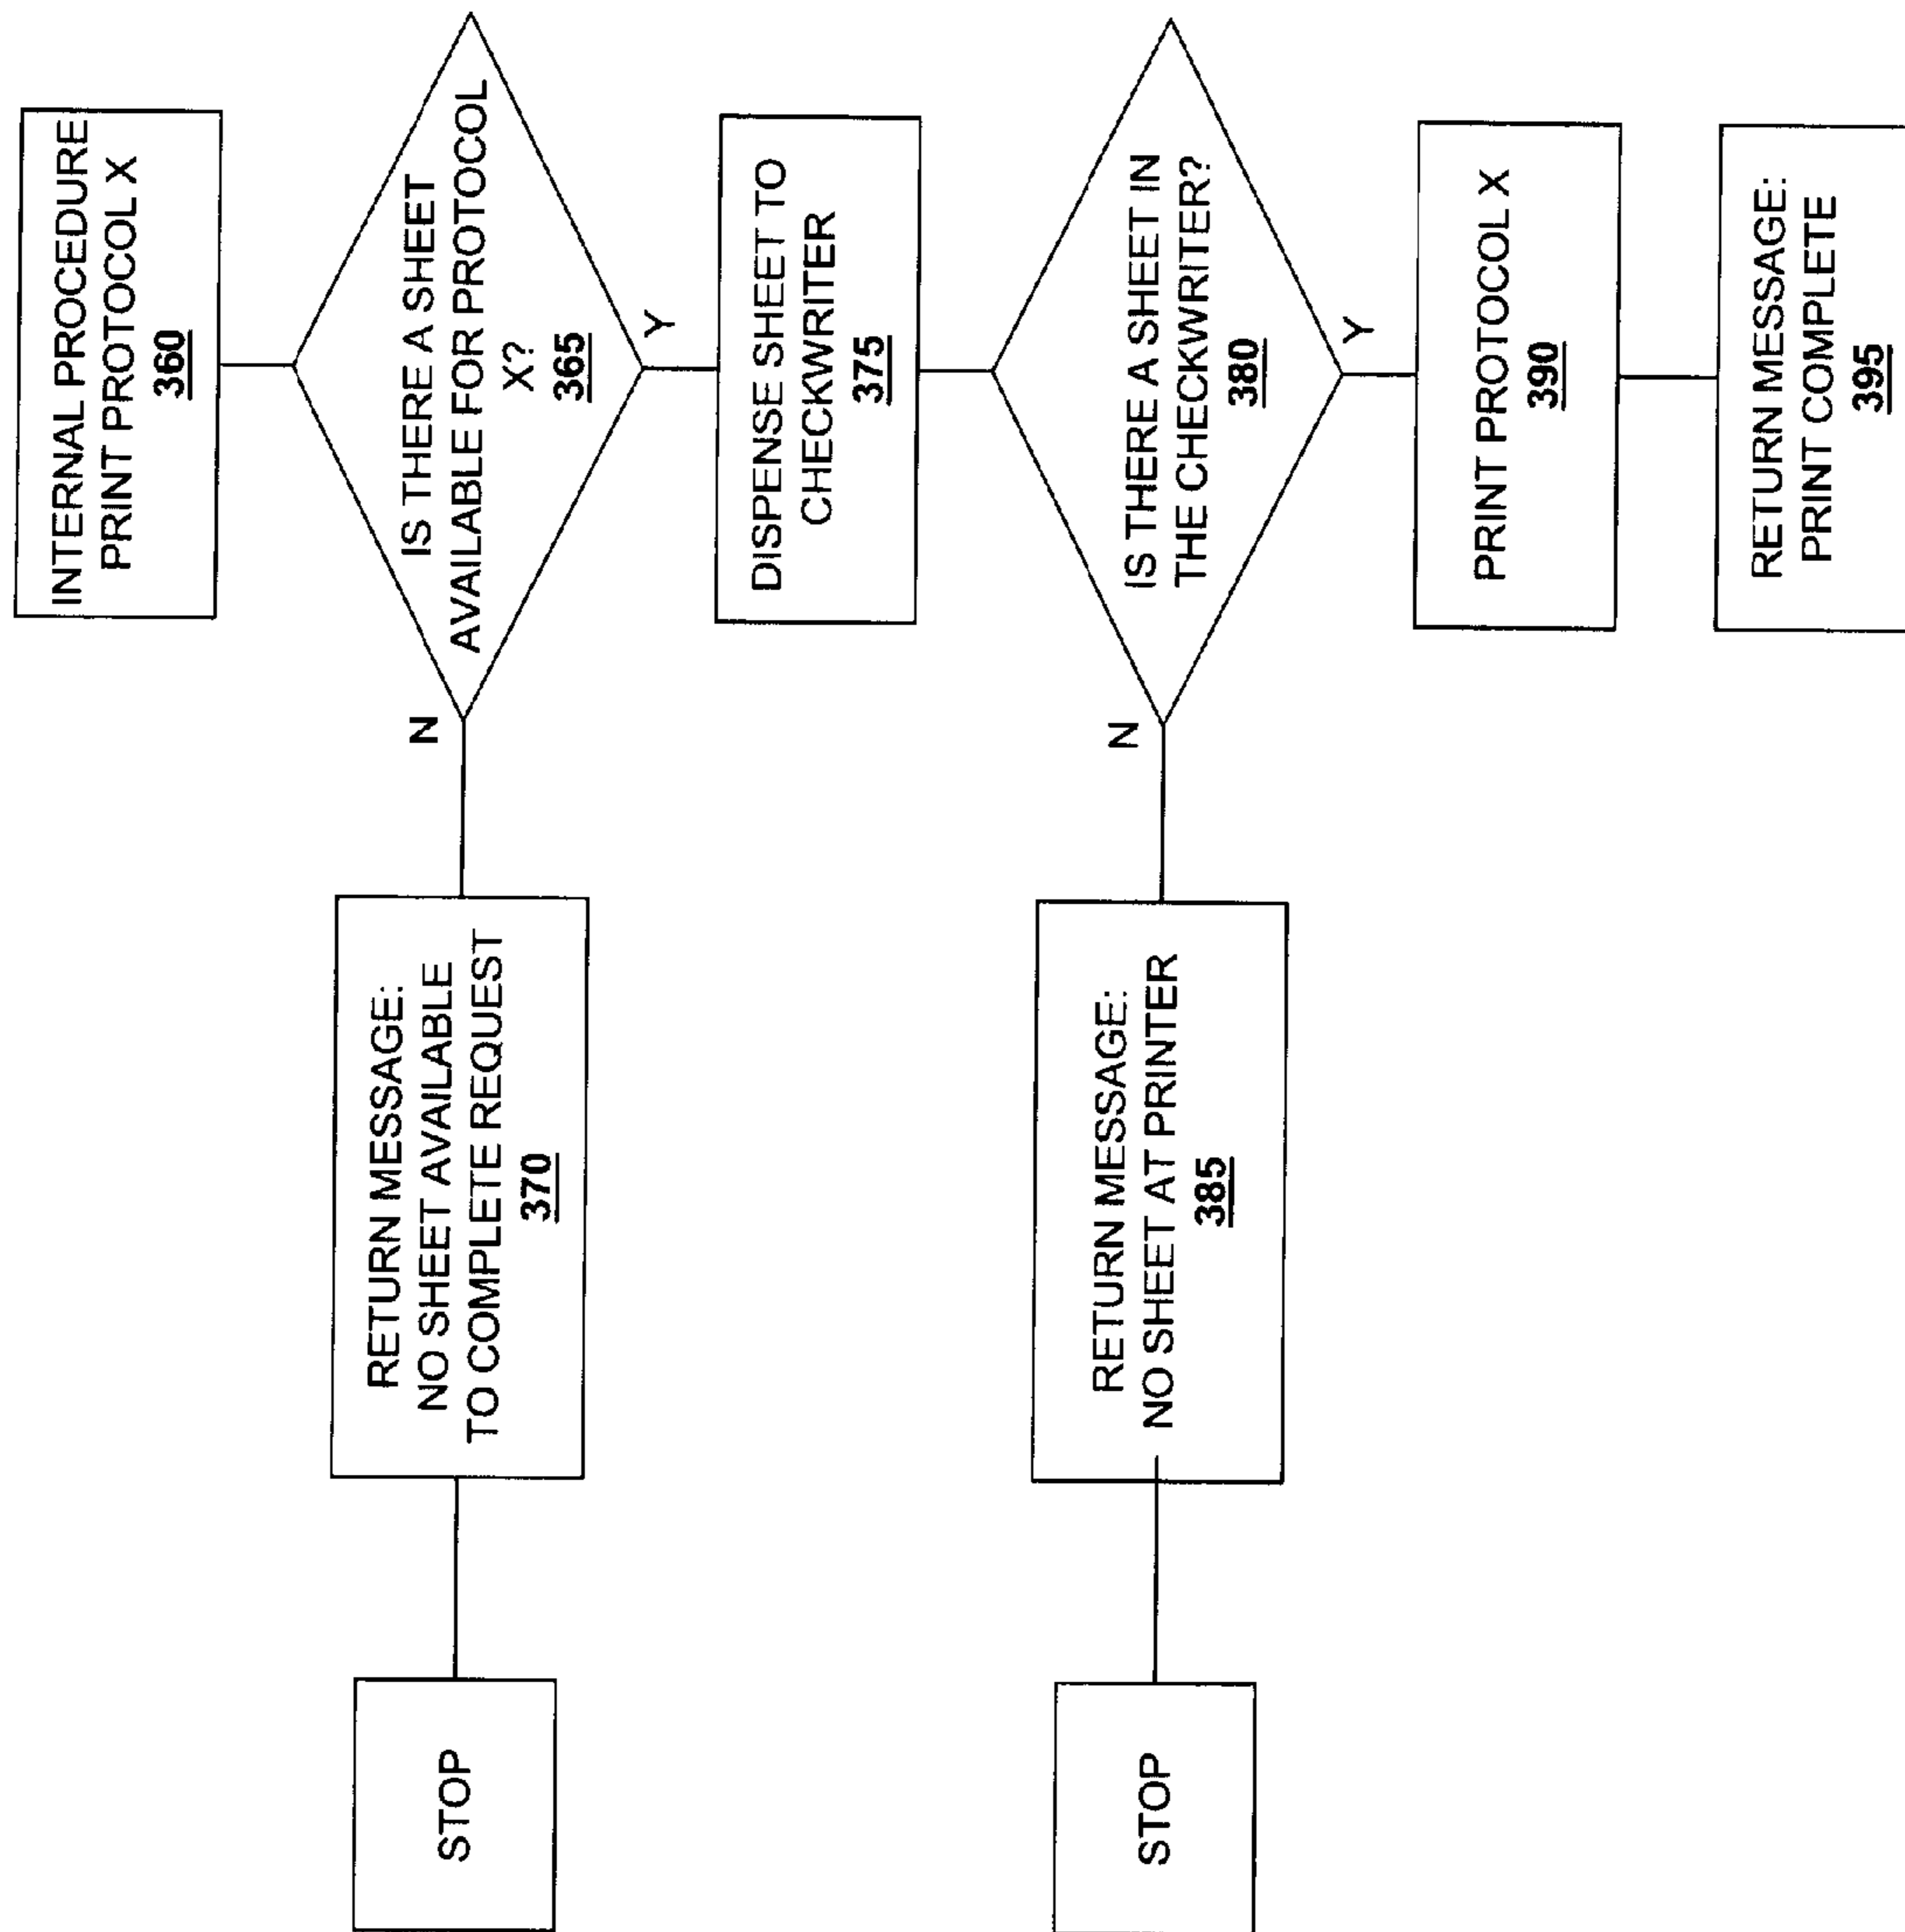 INTERNAL PROCEDURE
PRINT PROTOCOL X
360
IS THERE A SHEET
AVAILABLE FOR PROTOCOL
X?
365
N
RETURN MESSAGE:
NO SHEET AVAILABLE
TO COMPLETE REQUEST
370
STOP
Y
DISPENSE SHEET TO
CHECKWRITER
375
IS THERE A SHEET IN
THE CHECKWRITER?
380
N
RETURN MESSAGE:
NO SHEET AT PRINTER
385
STOP
Y
PRINT PROTOCOL X
390
RETURN MESSAGE:
PRINT COMPLETE
395